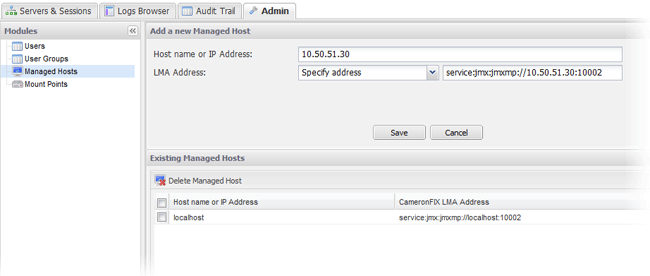 Servers & Sessions Logs Browser Audit Trail Admin
Modules
Users
User Groups
Managed Hosts
Mount Points
Add a new Managed Host
Host name or IP Address: 10.50.51.30
LMA Address: Specify address service:jmx:jmxmp://10.50.51.30:10002
Save Cancel
Existing Managed Hosts
Delete Managed Host
Host name or IP Address CameronFIX LMA Address
localhost service:jmx:jmxmp://localhost:10002